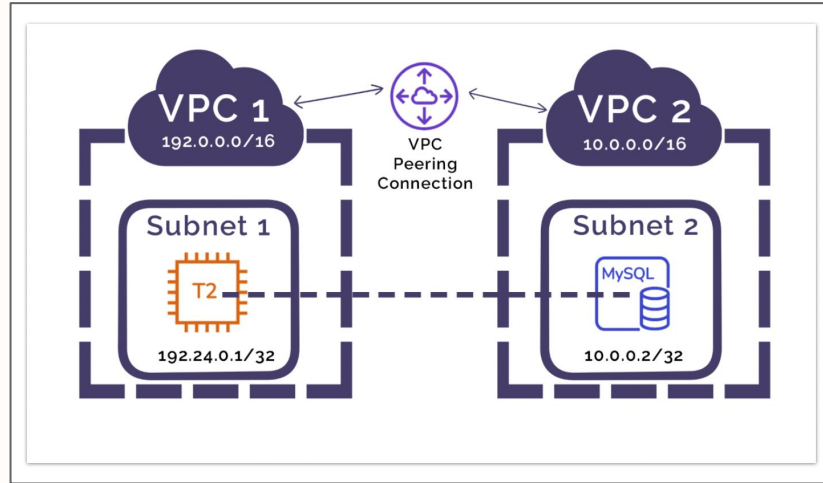 VPC 1
192.0.0.0/16
VPC
Peering
Connection
VPC 2
10.0.0.0/16
Subnet 1
T2
192.24.0.1/32
Subnet 2
MySQL
10.0.0.2/32